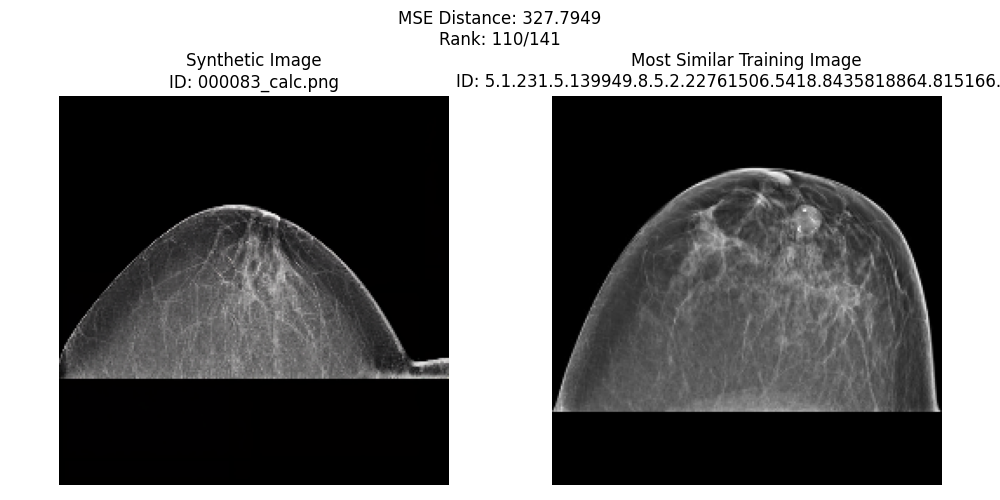 MSE Distance: 327.7949
Rank: 110/141
Synthetic Image
ID: 000083_calc.png
Most Similar Training Image
ID: 5.1.231.5.139949.8.5.2.22761506.5418.8435818864.815166.